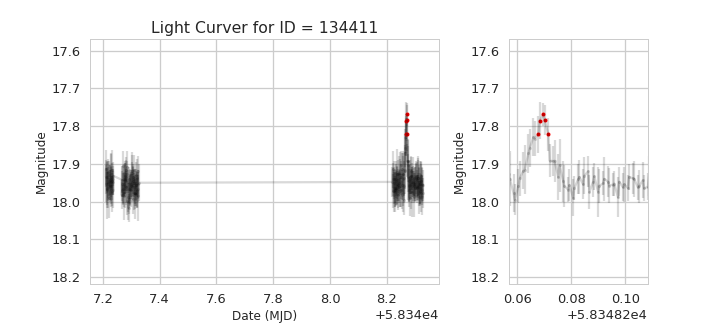 Light Curver for ID = 134411
Magnitude
17.6
17.7
17.8
17.9
18.0
18.1
18.2
7.2 7.4 7.6 7.8 8.0 8.2
Date (MJD)
+5.834e4
Magnitude
17.6
17.7
17.8
17.9
18.0
18.1
18.2
0.06 0.08 0.10
+5.83482e4